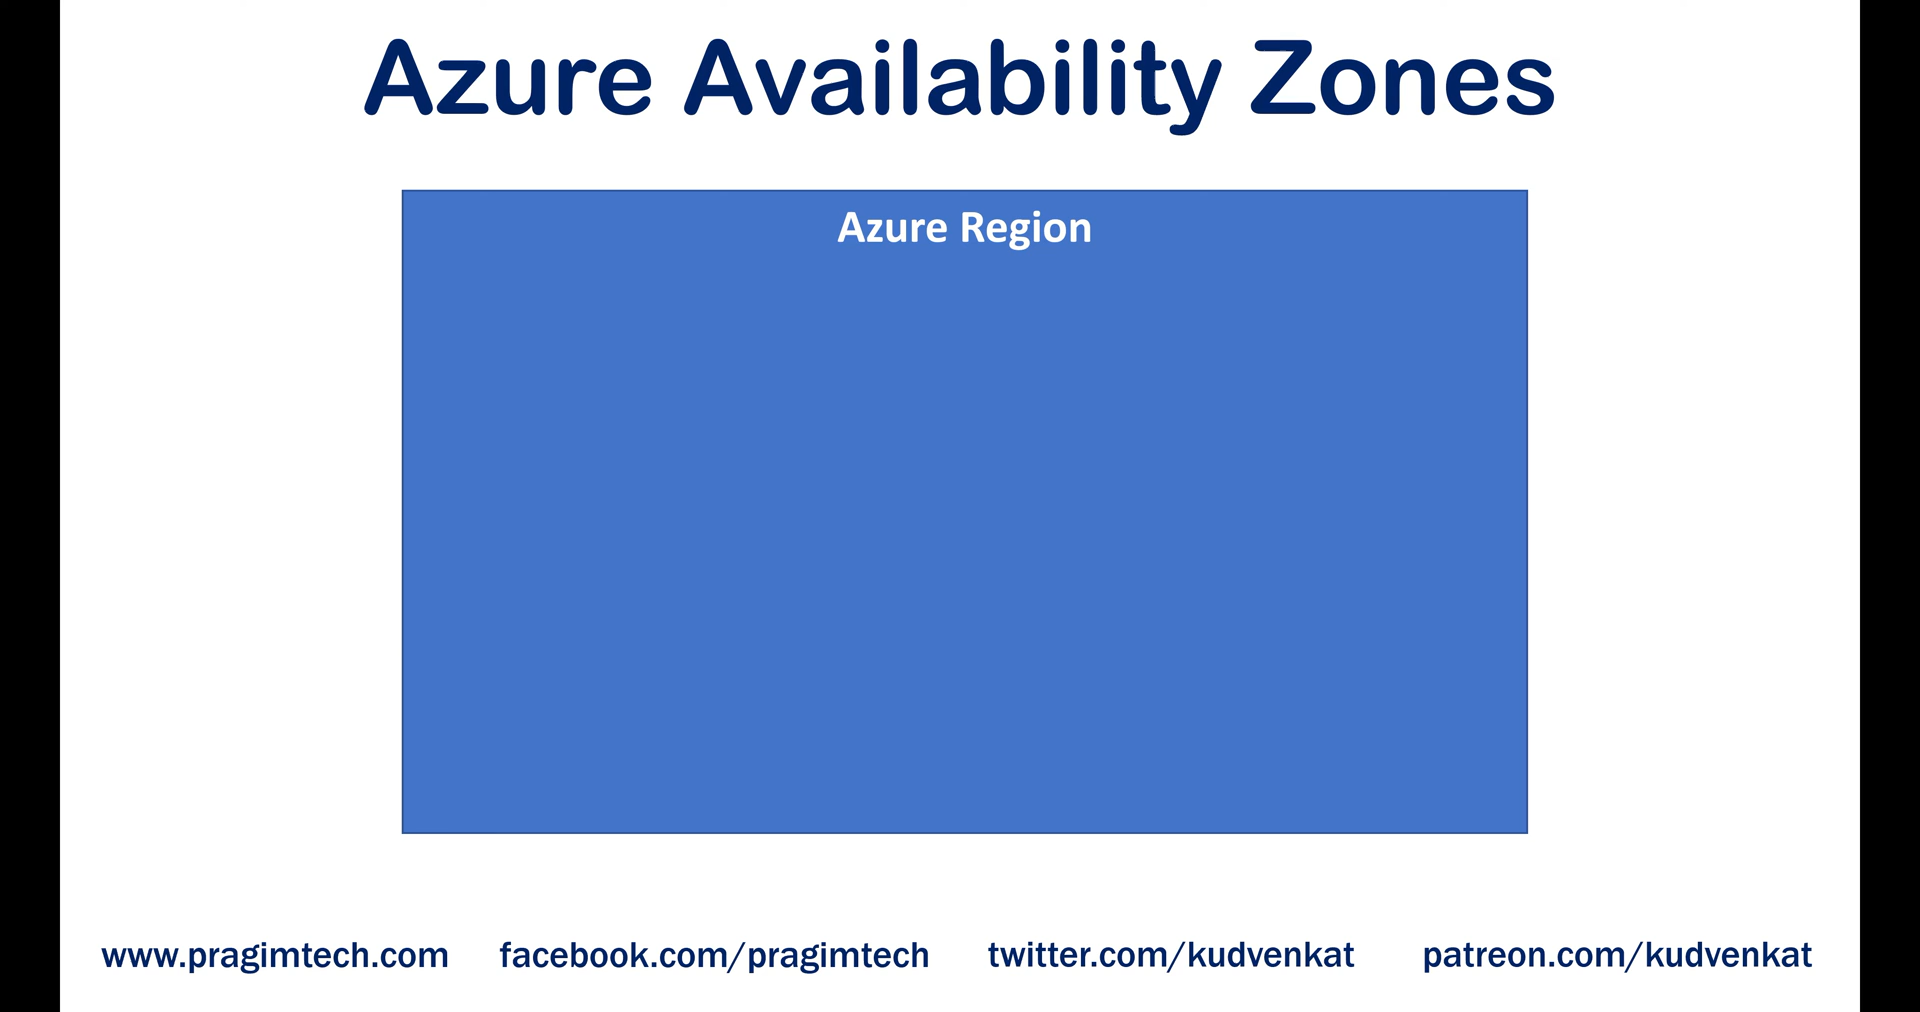 Azure Availability Zones
Azure Region
www.pragimtech.com facebook.com/pragimtech twitter.com/kudvenkat patreon.com/kudvenkat